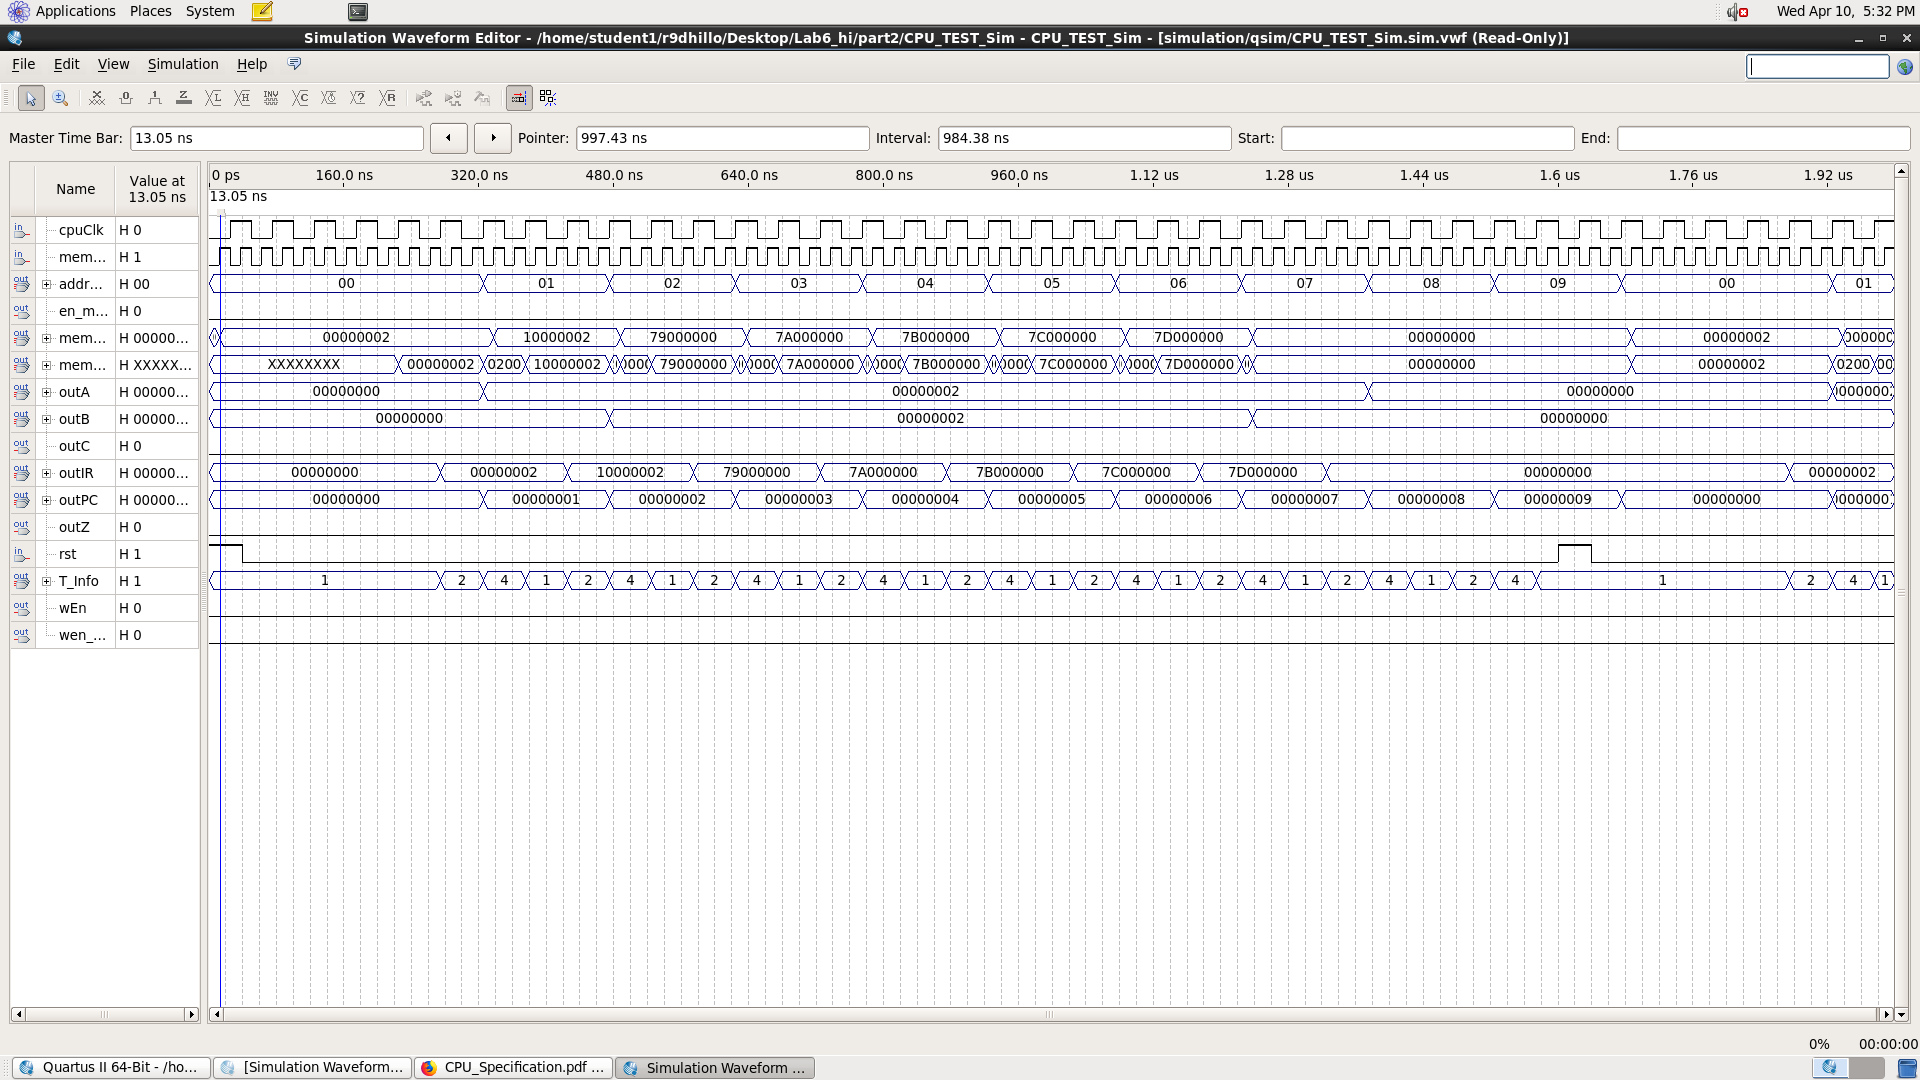 Applications Places System Wed Apr 10, 5:32 PM
Simulation Waveform Editor - /home/student1/r9dhillo/Desktop/Lab6_hi/part2/CPU_TEST_Sim - CPU_TEST_Sim - [simulation/qsim/CPU_TEST_Sim.sim.vwf (Read-Only)]
File Edit View Simulation Help
Master Time Bar: 13.05 ns Pointer: 997.43 ns Interval: 984.38 ns Start: End:
Name Value at 13.05 ns
0 ps 160.0 ns 320.0 ns 480.0 ns 640.0 ns 800.0 ns 960.0 ns 1.12 us 1.28 us 1.44 us 1.6 us 1.76 us 1.92 us
13.05 ns
cpuClk H 0
mem... H 1
addr... H 00 00 01 02 03 04 05 06 07 08 09 00 01
en_m... H 0
mem... H 00000... 00000002 10000002 79000000 7A000000 7B000000 7C000000 7D000000 00000000 00000002
mem... H XXXXX... XXXXXXXX 00000002 0200 10000002 79000000 7A000000 7B000000 7C000000 7D000000 00000000 00000002 0200 00
outA H 00000... 00000000 00000002 00000000
outB H 00000... 00000000 00000002 00000000
outC H 0
outIR H 00000... 00000000 00000002 10000002 79000000 7A000000 7B000000 7C000000 7D000000 00000000 00000002
outPC H 00000... 00000000 00000001 00000002 00000003 00000004 00000005 00000006 00000007 00000008 00000009 00000000
outZ H 0
rst H 1
T_Info H 1 1 2 4 1 2 4 1 2 4 1 2 4 1 2 4 1 2 4 1 2 4 1 2 4 1 2 4 1 2 4 1
wEn H 0
wen_... H 0
0% 00:00:00
Quartus II 64-Bit - /ho... [Simulation Waveform... CPU_Specification.pdf ... Simulation Waveform ...